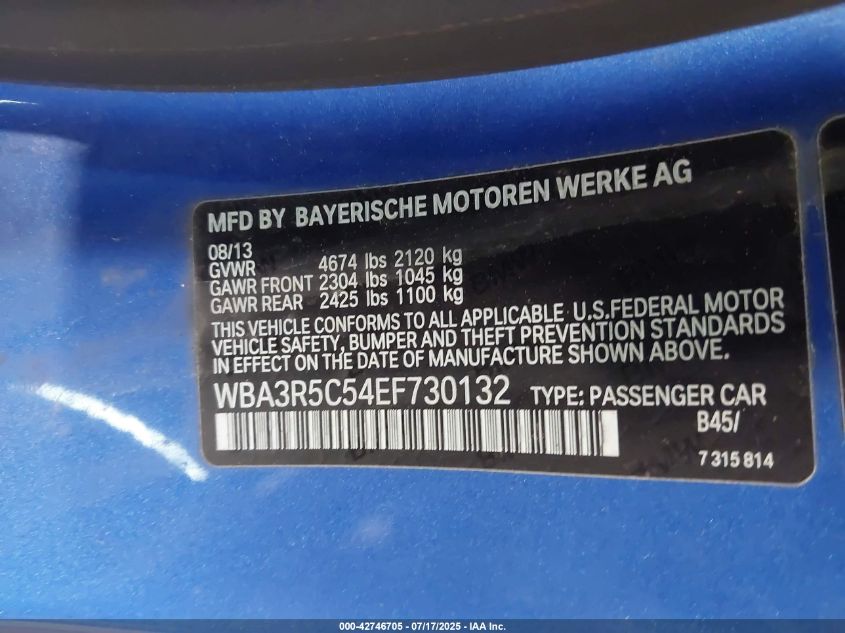 MFD BY BAYERISCHE MOTOREN WERKE AG
08/13
GVWR 4674 lbs 2120 kg
GAWR FRONT 2304 lbs 1045 kg
GAWR REAR 2425 lbs 1100 kg
THIS VEHICLE CONFORMS TO ALL APPLICABLE U.S.FEDERAL MOTOR
VEHICLE SAFETY, BUMPER AND THEFT PREVENTION STANDARDS
IN EFFECT ON THE DATE OF MANUFACTURE SHOWN ABOVE.
WBA3R5C54EF730132 TYPE: PASSENGER CAR
B45/
7 315 814
000-42746705 - 07/17/2025 - IAA Inc.